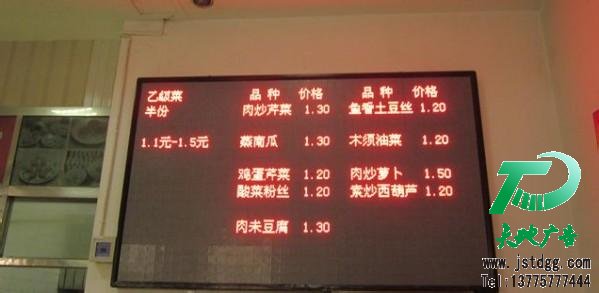 乙级菜 品种 价格 品种 价格
半份 肉炒芹菜 1.30 鱼香土豆丝 1.20
1.1元-1.5元 蒸南瓜 1.30 木须油菜 1.20
鸡蛋芹菜 1.20 肉炒萝卜 1.50
酸菜粉丝 1.20 素炒西葫芦 1.20
肉未豆腐 1.30
大地广告
www.jstdgg.com
Tel:13775777444